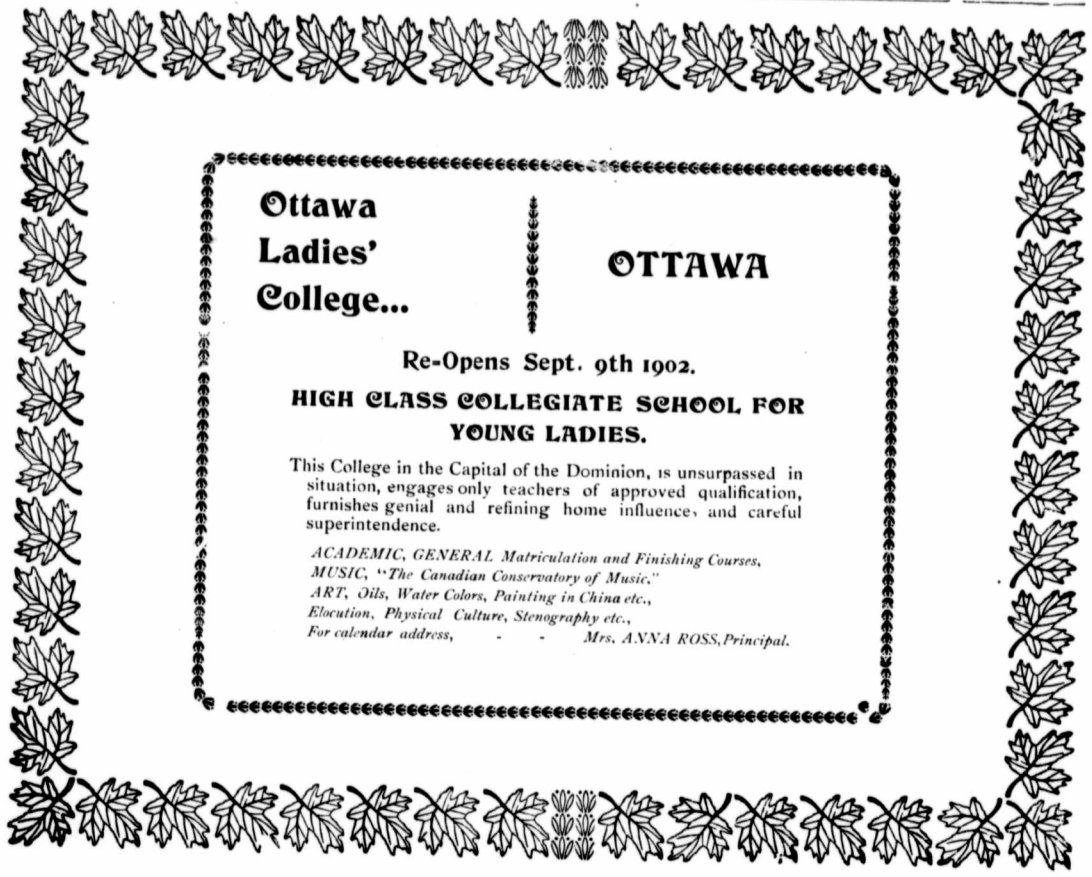 Ottawa
Ladies'
College...
OTTAWA
Re-Opens Sept. 9th 1902.
HIGH CLASS COLLEGIATE SCHOOL FOR
YOUNG LADIES.
This College in the Capital of the Dominion, is unsurpassed in
situation, engages only teachers of approved qualification,
furnishes genial and refining home influence, and careful
superintendence.
ACADEMIC, GENERAL Matriculation and Finishing Courses,
MUSIC, "The Canadian Conservatory of Music."
ART, Oils, Water Colors, Painting in China etc.,
Elocution, Physical Culture, Stenography etc.,
For calendar address, - - Mrs. ANNA ROSS, Principal.